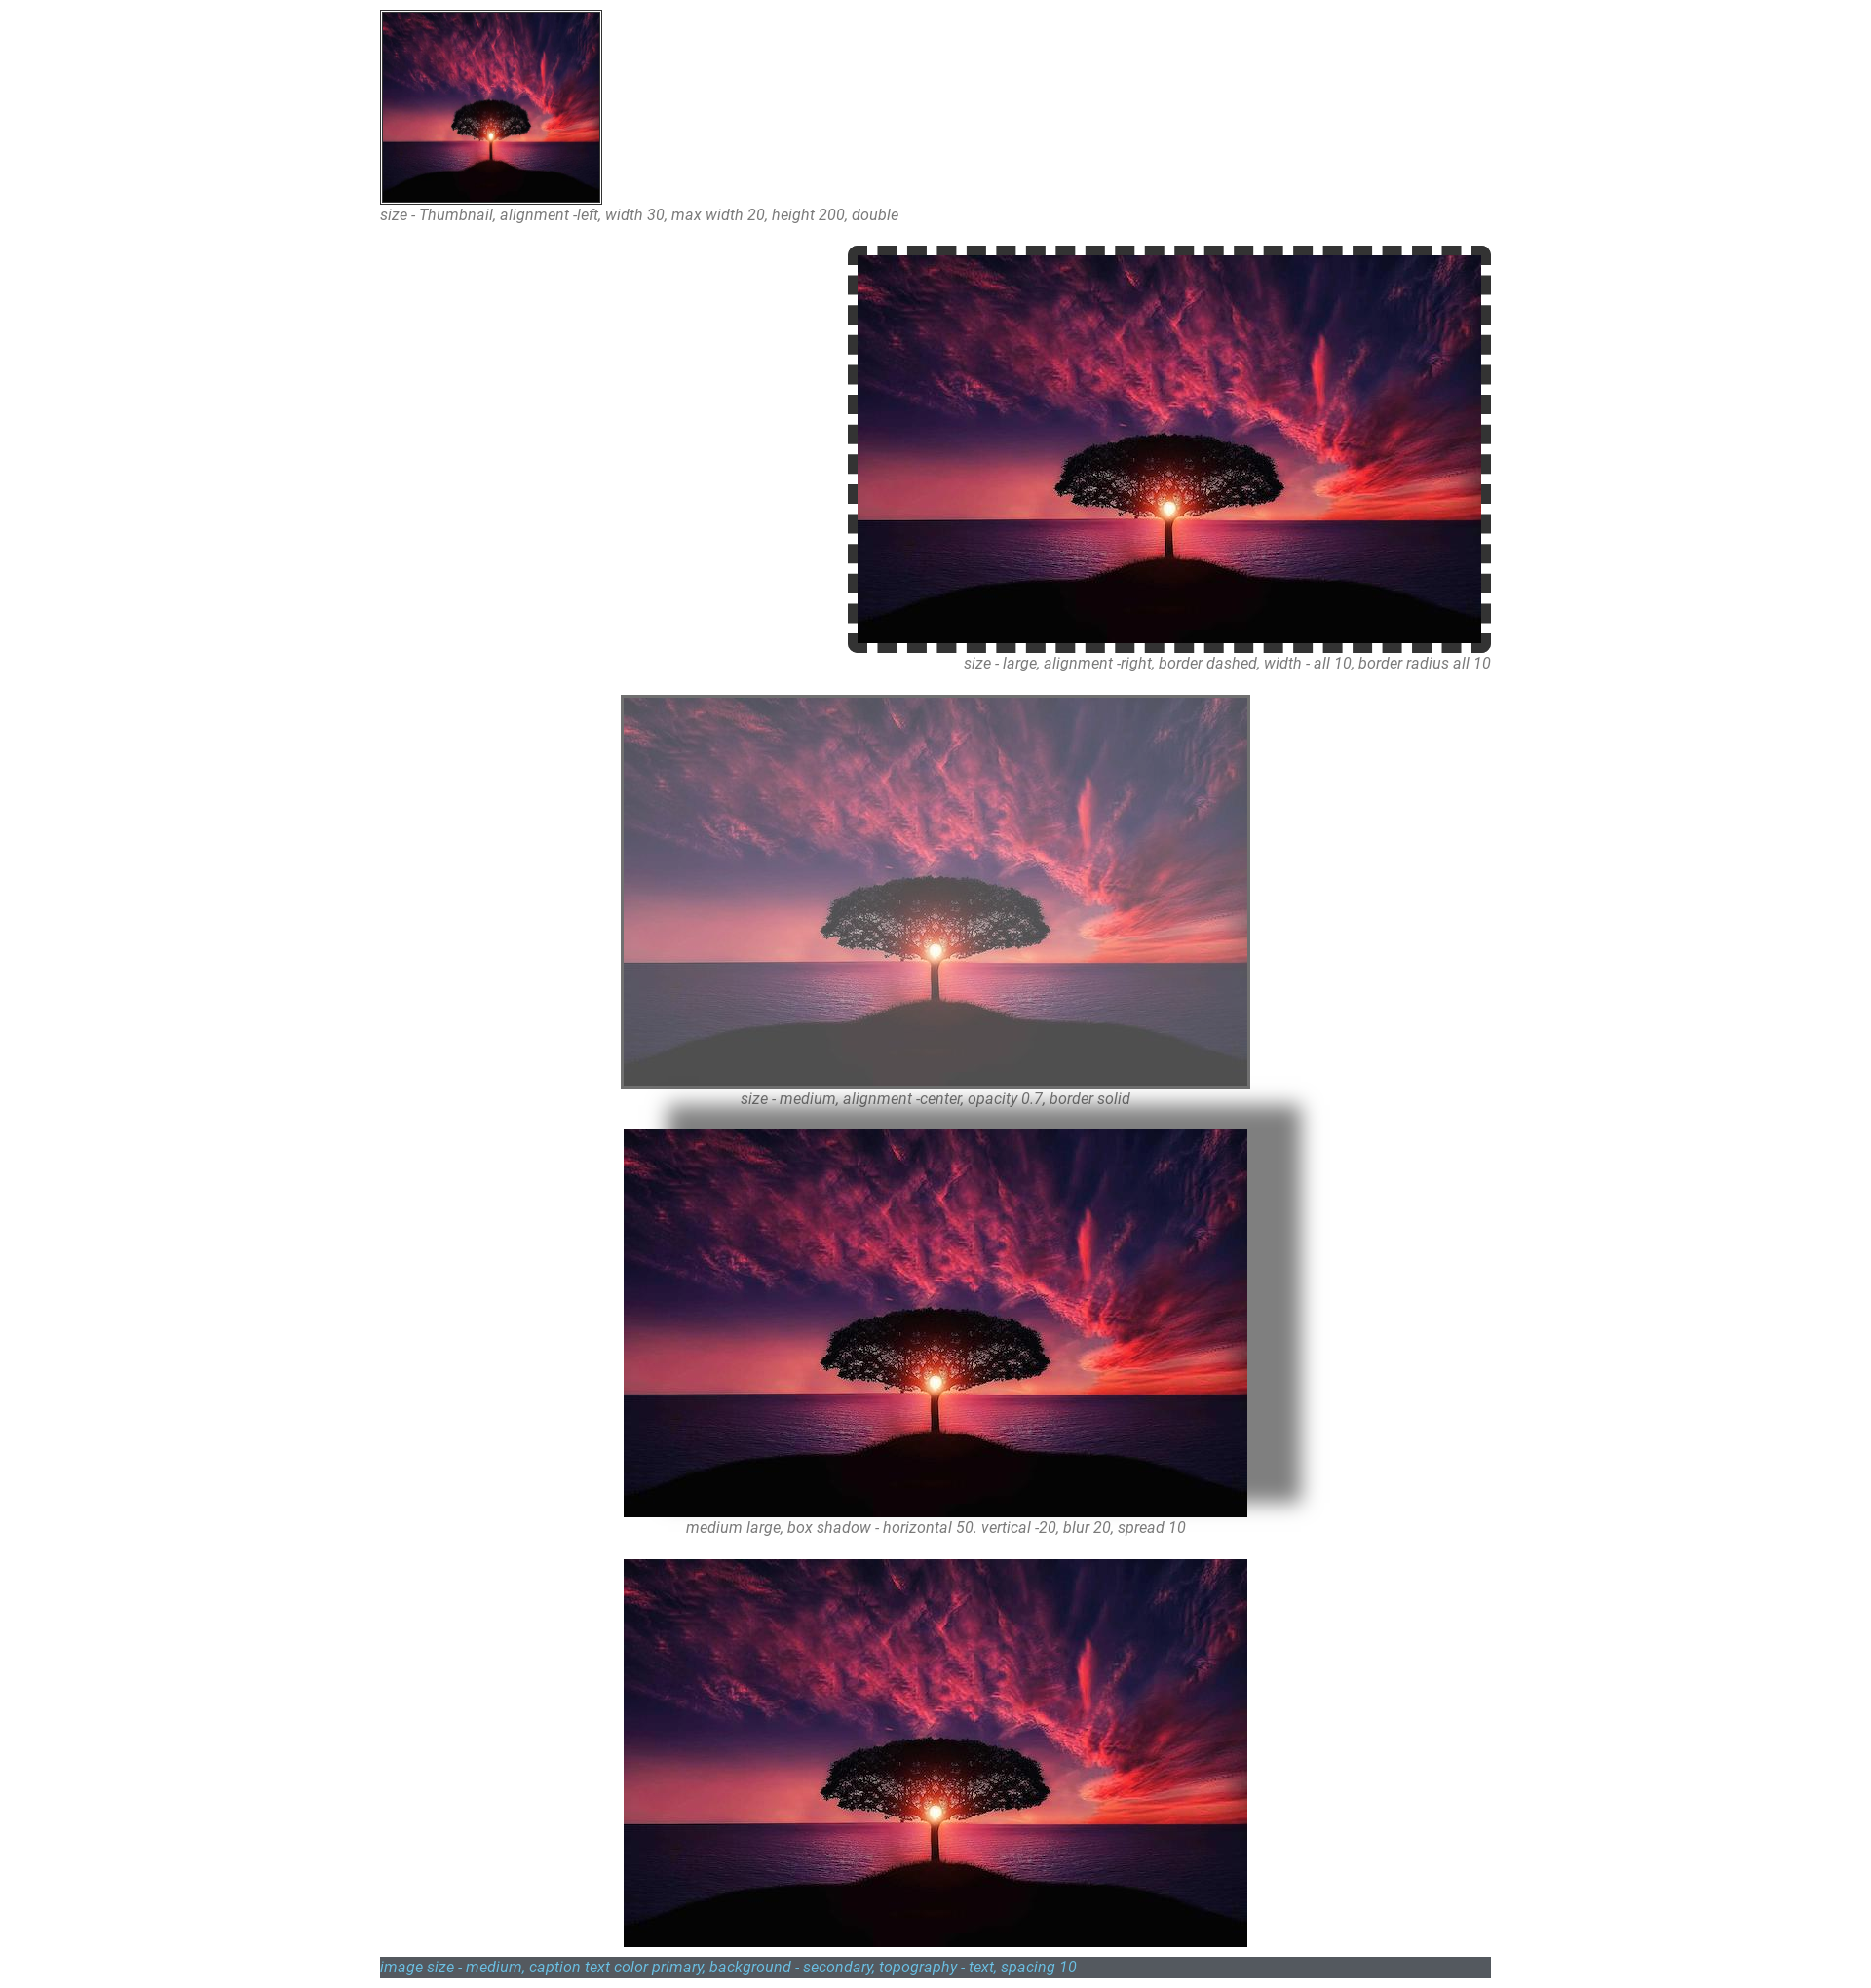 size - Thumbnail, alignment -left, width 30, max width 20, height 200, double
size - large, alignment -right, border dashed, width - all 10, border radius all 10
size - medium, alignment -center, opacity 0.7, border solid
medium large, box shadow - horizontal 50. vertical -20, blur 20, spread 10
image size - medium, caption text color primary, background - secondary, topography - text, spacing 10